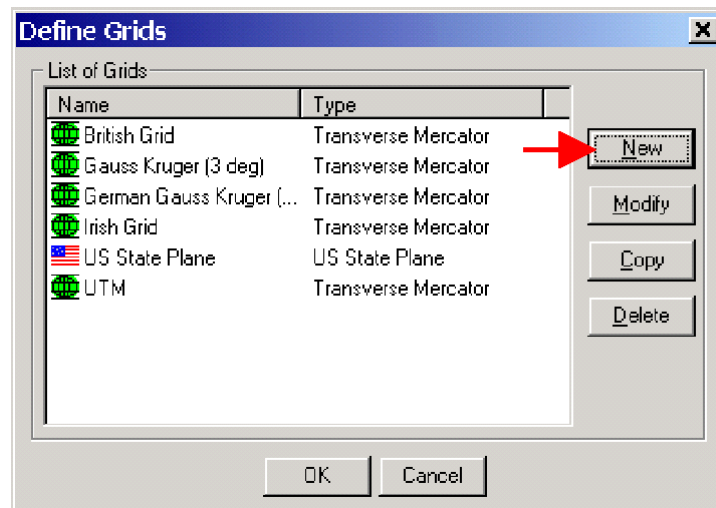 Define Grids
List of Grids
Name Type
British Grid Transverse Mercator
Gauss Kruger (3 deg) Transverse Mercator
German Gauss Kruger (... Transverse Mercator
Irish Grid Transverse Mercator
US State Plane US State Plane
UTM Transverse Mercator
New
Modify
Copy
Delete
OK Cancel